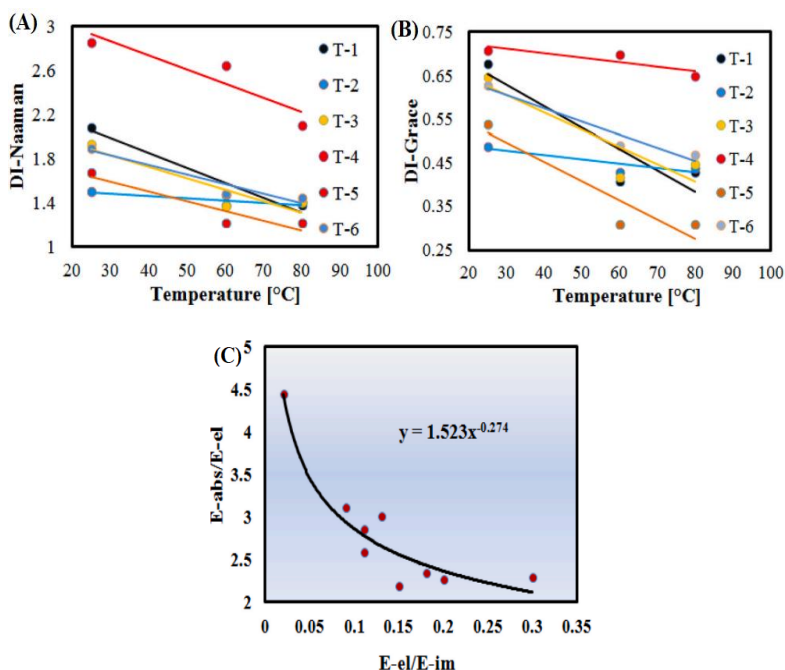 (A)
DI-Naaman
3
2.6
2.2
1.8
1.4
1
20 30 40 50 60 70 80 90 100
Temperature [°C]
T-1
T-2
T-3
T-4
T-5
T-6
(B)
DI-Grace
0.75
0.65
0.55
0.45
0.35
0.25
20 30 40 50 60 70 80 90 100
Temperature [°C]
T-1
T-2
T-3
T-4
T-5
T-6
(C)
E-abs/E-el
5
4.5
4
3.5
3
2.5
2
y = 1.523x^-0.274
0 0.05 0.1 0.15 0.2 0.25 0.3 0.35
E-el/E-im